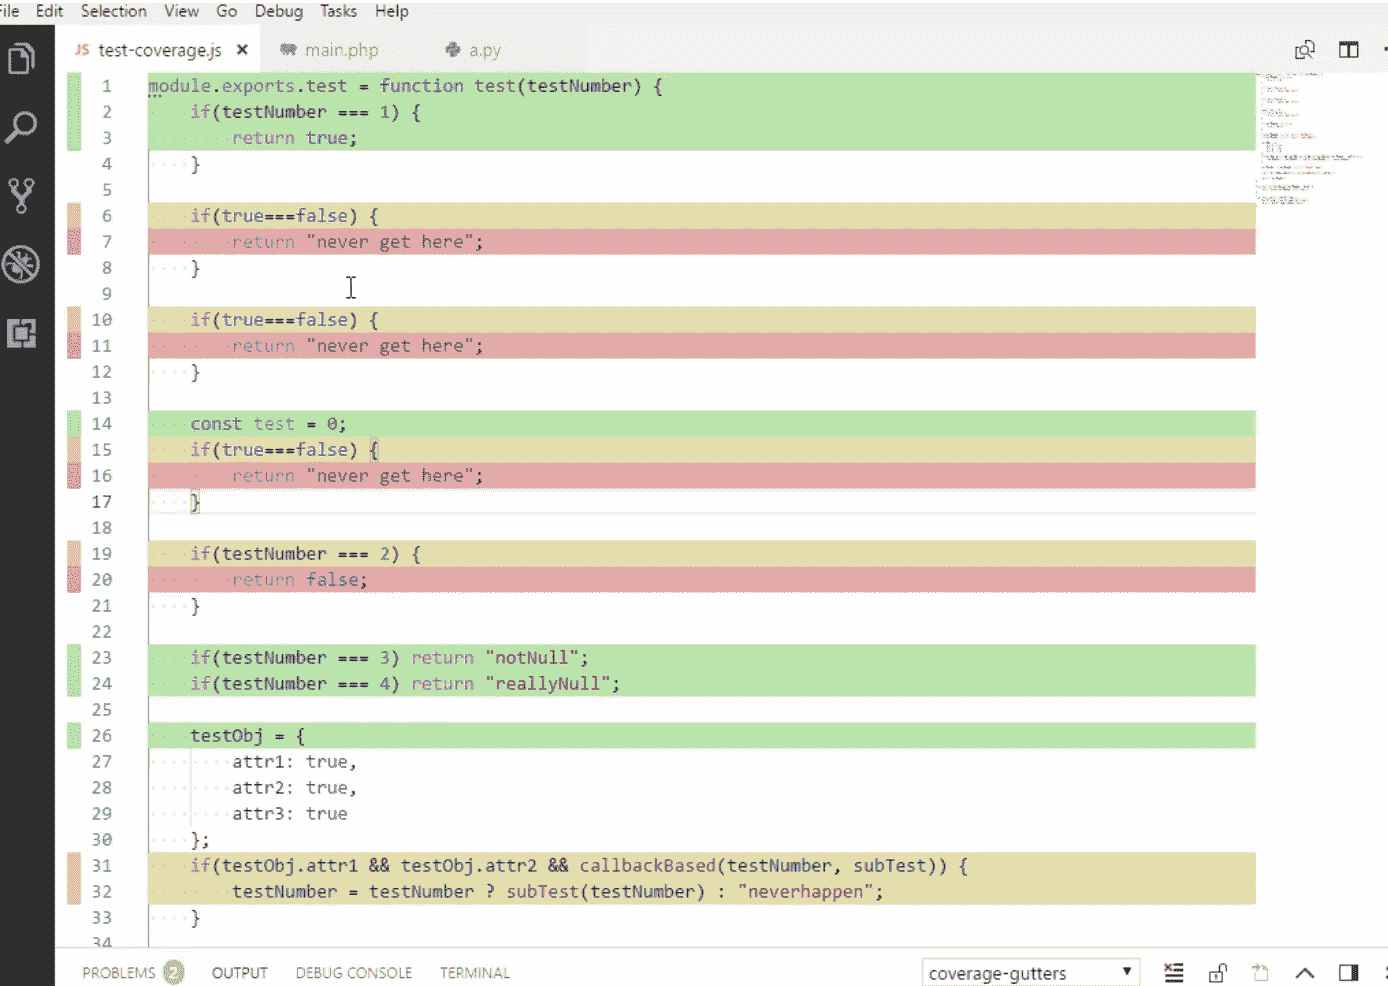 File Edit Selection View Go Debug Tasks Help
JS test-coverage.js × main.php a.py
1 module.exports.test = function test(testNumber) {
2 if(testNumber === 1) {
3 return true;
4 }
5
6 if(true===false) {
7 return "never get here";
8 }
9
10 if(true===false) {
11 return "never get here";
12 }
13
14 const test = 0;
15 if(true===false) {
16 return "never get here";
17 }
18
19 if(testNumber === 2) {
20 return false;
21 }
22
23 if(testNumber === 3) return "notNull";
24 if(testNumber === 4) return "reallyNull";
25
26 testObj = {
27 attr1: true,
28 attr2: true,
29 attr3: true
30 };
31 if(testObj.attr1 && testObj.attr2 && callbackBased(testNumber, subTest)) {
32 testNumber = testNumber ? subTest(testNumber) : "neverhappen";
33 }
34
PROBLEMS 2 OUTPUT DEBUG CONSOLE TERMINAL coverage-gutters